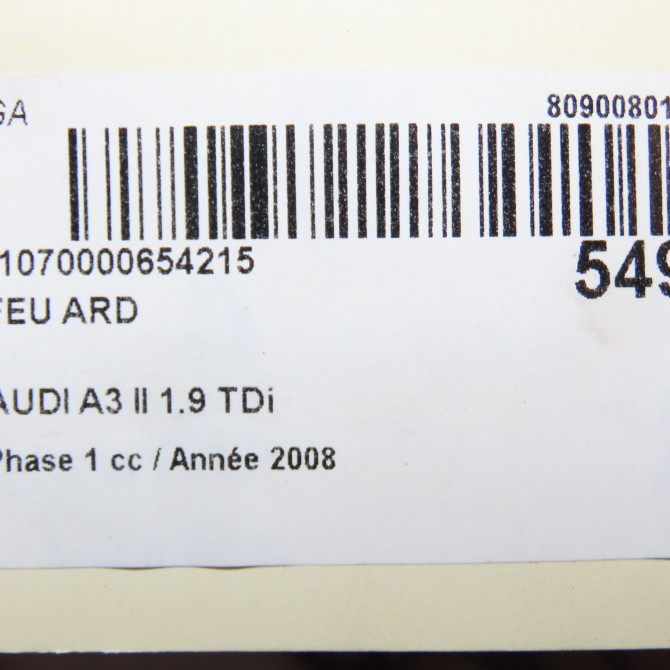 GA 80900801
1070000654215 549
FEU ARD
AUDI A3 II 1.9 TDi
Phase 1 cc / Année 2008